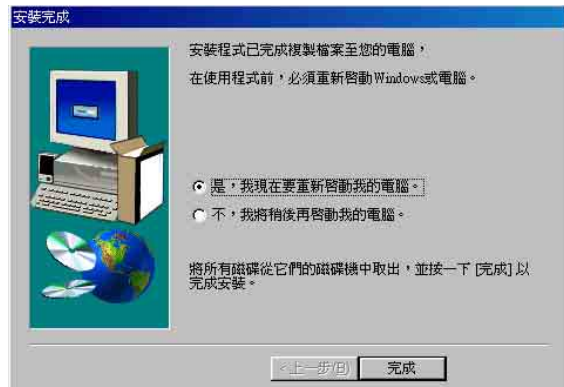 安裝完成
安裝程式已完成複製檔案至您的電腦，
在使用程式前，必須重新啓動Windows或電腦。
是，我現在要重新啓動我的電腦。
不，我將稍後再啓動我的電腦。
將所有磁碟從它們的磁碟機中取出，並按一下 [完成] 以
完成安裝。
<上一步(B)
完成